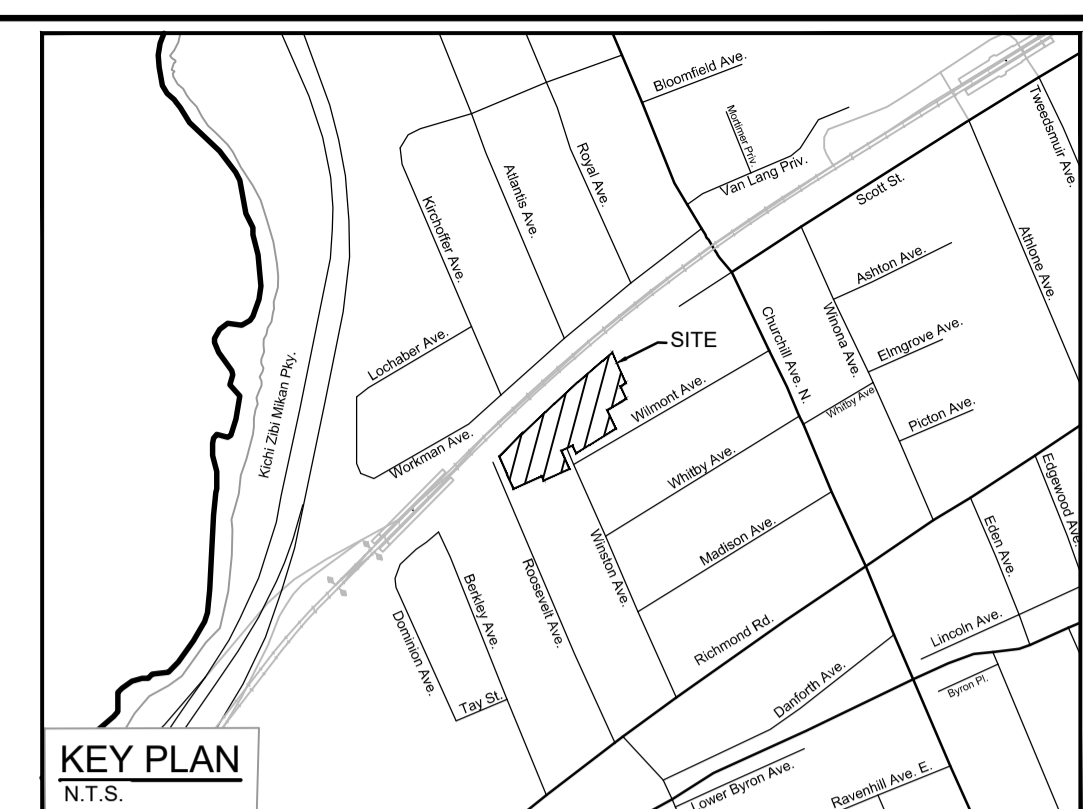 Bloomfield Ave.
Mortimer Priv.
Van Lang Priv.
Tweedsmuir Ave.
Royal Ave.
Atlantis Ave.
Kirchoffer Ave.
Scott St.
Athlone Ave.
Ashton Ave.
Winona Ave.
Churchill Ave. N.
Elmgrove Ave.
SITE
Lochaber Ave.
Kichi Zibi Mikan Pky.
Wilmont Ave.
Whitby Ave
Picton Ave.
Workman Ave.
Whitby Ave.
Edgewood Ave.
Madison Ave.
Eden Ave.
Winston Ave.
Roosevelt Ave.
Berkley Ave.
Dominion Ave.
Richmond Rd.
Lincoln Ave.
Danforth Ave.
Byron Pl.
Tay St.
Lower Byron Ave.
Ravenhill Ave. E.
KEY PLAN
N.T.S.